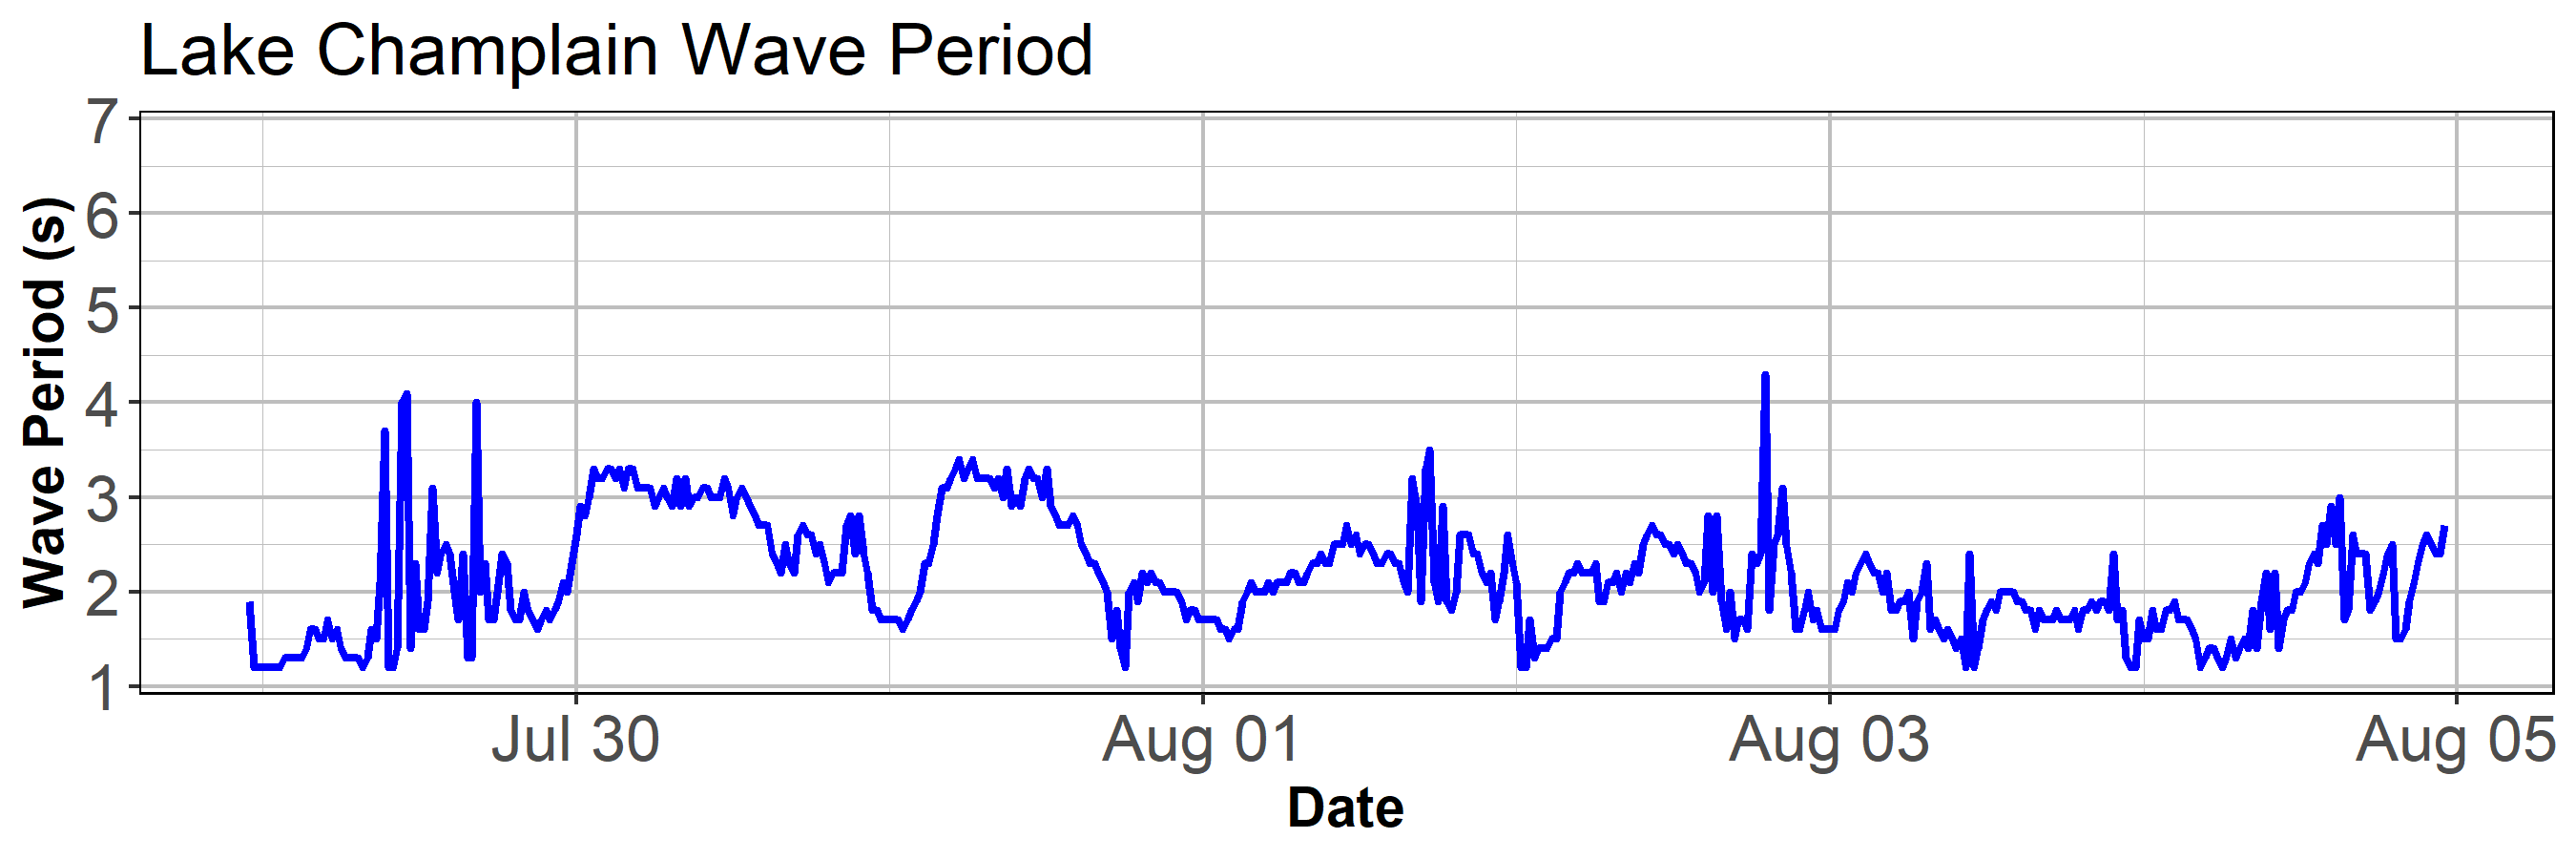 Lake Champlain Wave Period
Wave Period (s)
7
6
5
4
3
2
1
Jul 30
Aug 01
Aug 03
Aug 05
Date